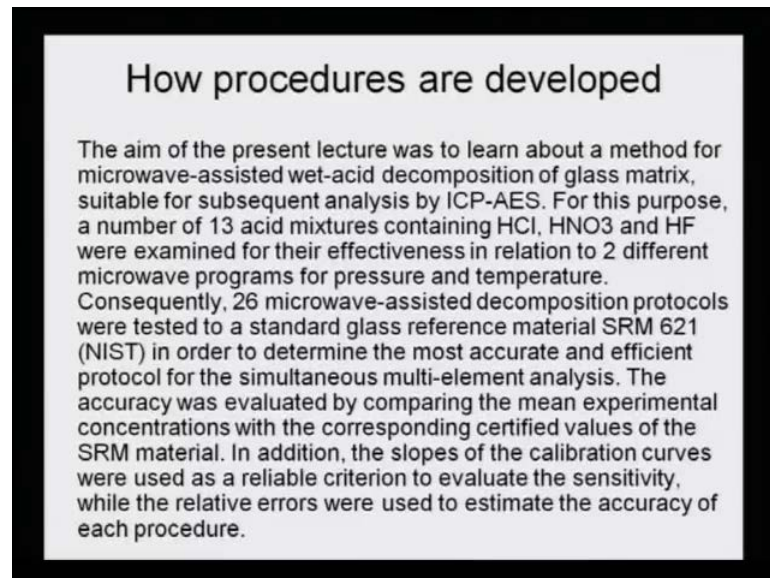 How procedures are developed
The aim of the present lecture was to learn about a method for
microwave-assisted wet-acid decomposition of glass matrix,
suitable for subsequent analysis by ICP-AES. For this purpose,
a number of 13 acid mixtures containing HCl, HNO3 and HF
were examined for their effectiveness in relation to 2 different
microwave programs for pressure and temperature.
Consequently, 26 microwave-assisted decomposition protocols
were tested to a standard glass reference material SRM 621
(NIST) in order to determine the most accurate and efficient
protocol for the simultaneous multi-element analysis. The
accuracy was evaluated by comparing the mean experimental
concentrations with the corresponding certified values of the
SRM material. In addition, the slopes of the calibration curves
were used as a reliable criterion to evaluate the sensitivity,
while the relative errors were used to estimate the accuracy of
each procedure.